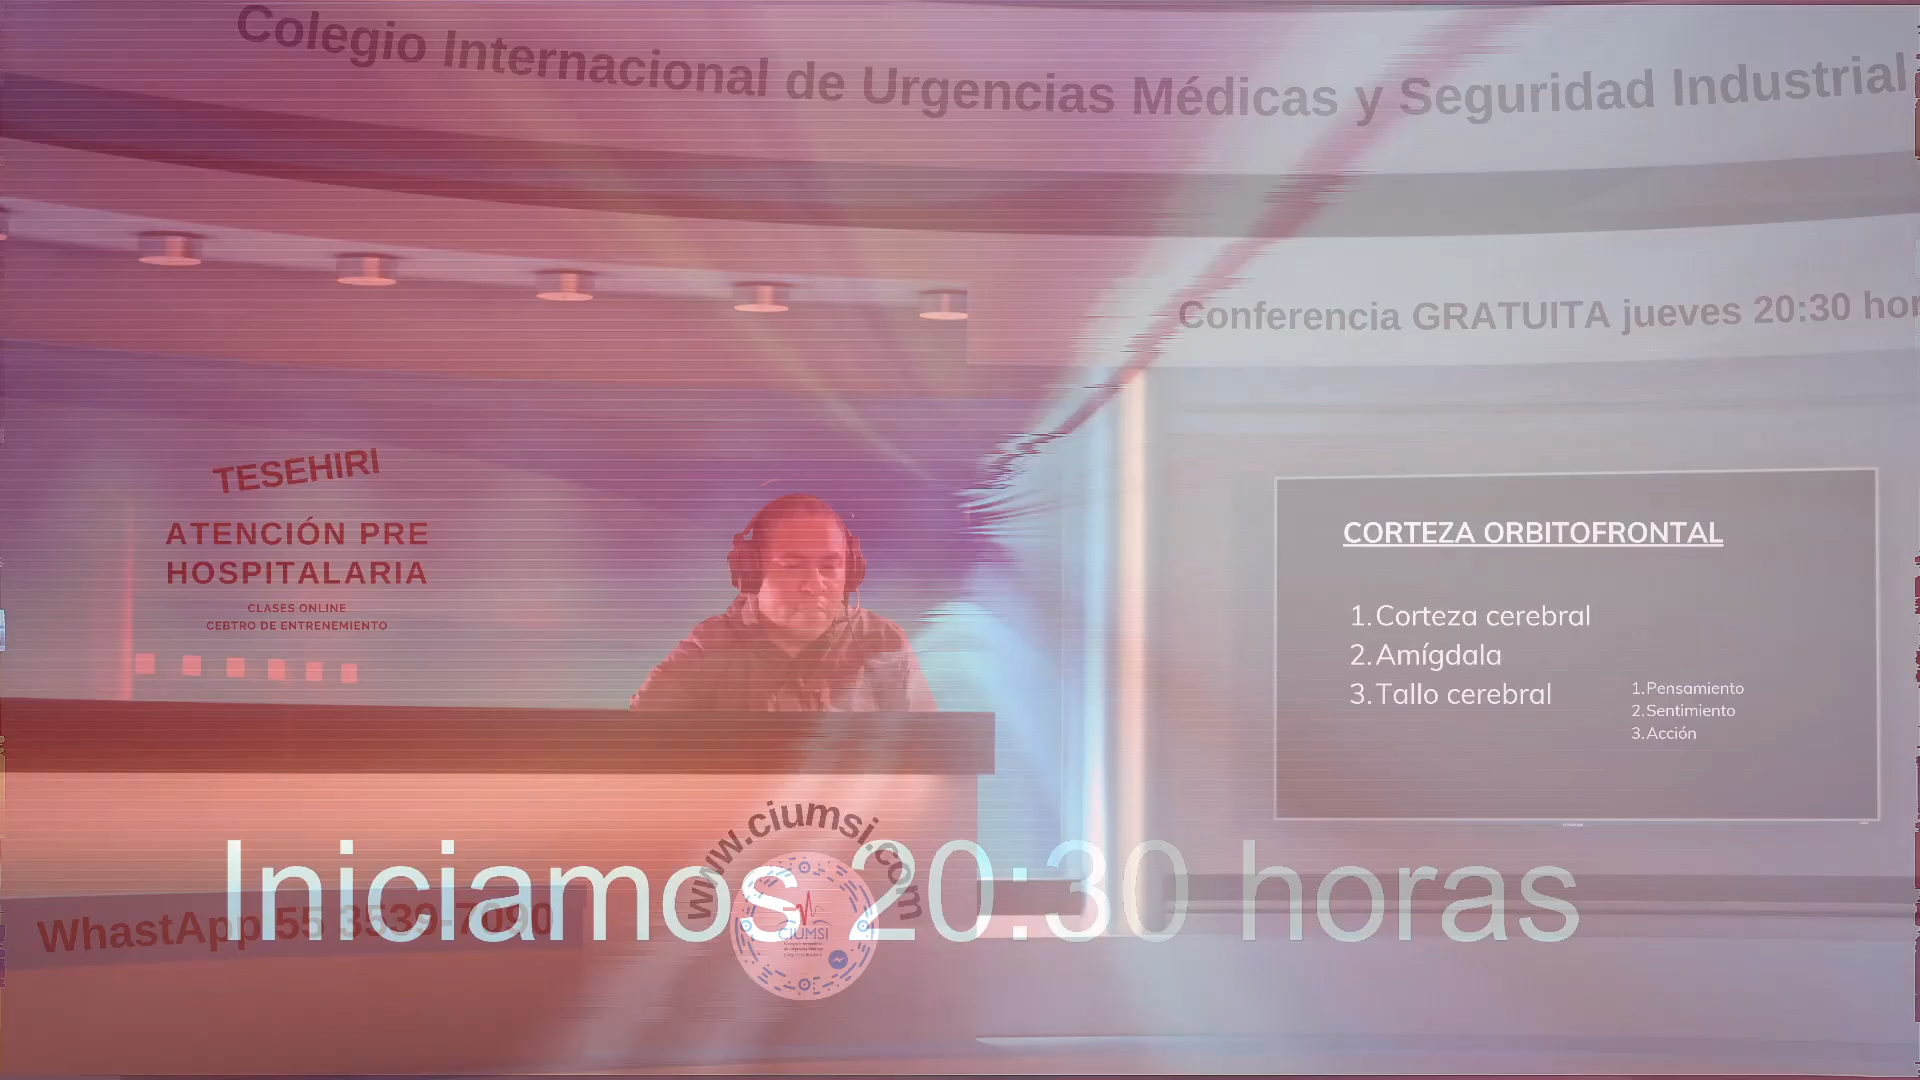 Colegio Internacional de Urgencias Médicas y Seguridad Industrial
Conferencia GRATUITA jueves 20:30 hor
TESEHIRI
ATENCIÓN PRE
HOSPITALARIA
CLASES ONLINE
CEBTRO DE ENTRENEMIENTO
CORTEZA ORBITOFRONTAL
1.Corteza cerebral
2.Amígdala
3.Tallo cerebral
1.Pensamiento
2.Sentimiento
3.Acción
www.ciumsi.com
Iniciamos 20:30 horas
WhastApp 55 3539-7090
CIUMSI